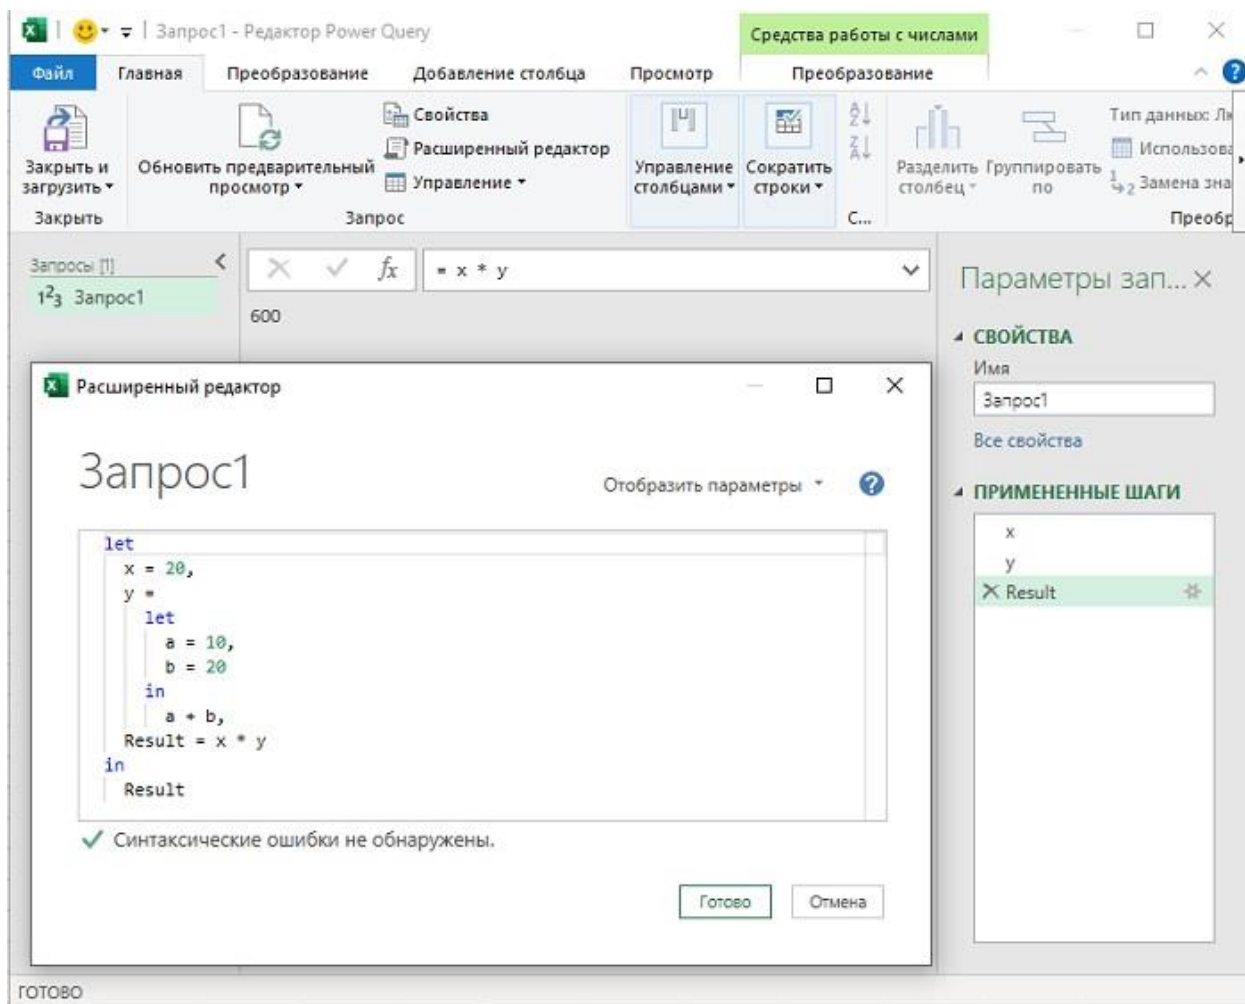 Запрос1 - Редактор Power Query
Средства работы с числами
Файл
Главная
Преобразование
Добавление столбца
Просмотр
Преобразование
Закрыть и
загрузить
Закрыть
Обновить предварительный
просмотр
Свойства
Расширенный редактор
Управление
Запрос
Управление
столбцами
Сократить
строки
С...
Разделить
столбец
Группировать
по
Тип данных: Лю
Использова
Замена зна
Преобр
Запросы [1]
1²3 Запрос1
fx
= x * y
600
Параметры зап...
СВОЙСТВА
Имя
Запрос1
Все свойства
ПРИМЕНЕННЫЕ ШАГИ
x
y
Result
Расширенный редактор
Запрос1
Отобразить параметры
let
x = 20,
y =
let
a = 10,
b = 20
in
a + b,
Result = x * y
in
Result
Синтаксические ошибки не обнаружены.
Готово
Отмена
ГОТОВО